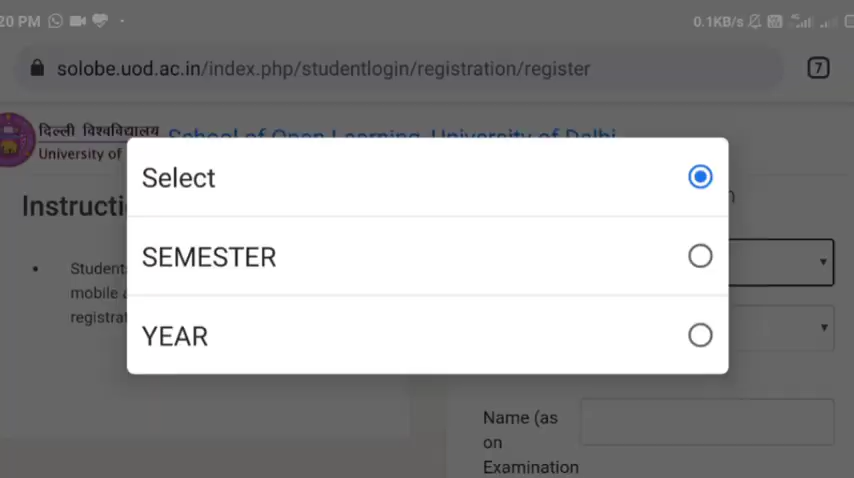 20 PM
0.1KB/s
solobe.uod.ac.in/index.php/studentlogin/registration/register
7
दिल्ली विश्वविद्यालय
School of Open Learning, University of Delhi
University of
Select
Instructi
SEMESTER
Student
mobile
registrat
YEAR
Name (as
on
Examination